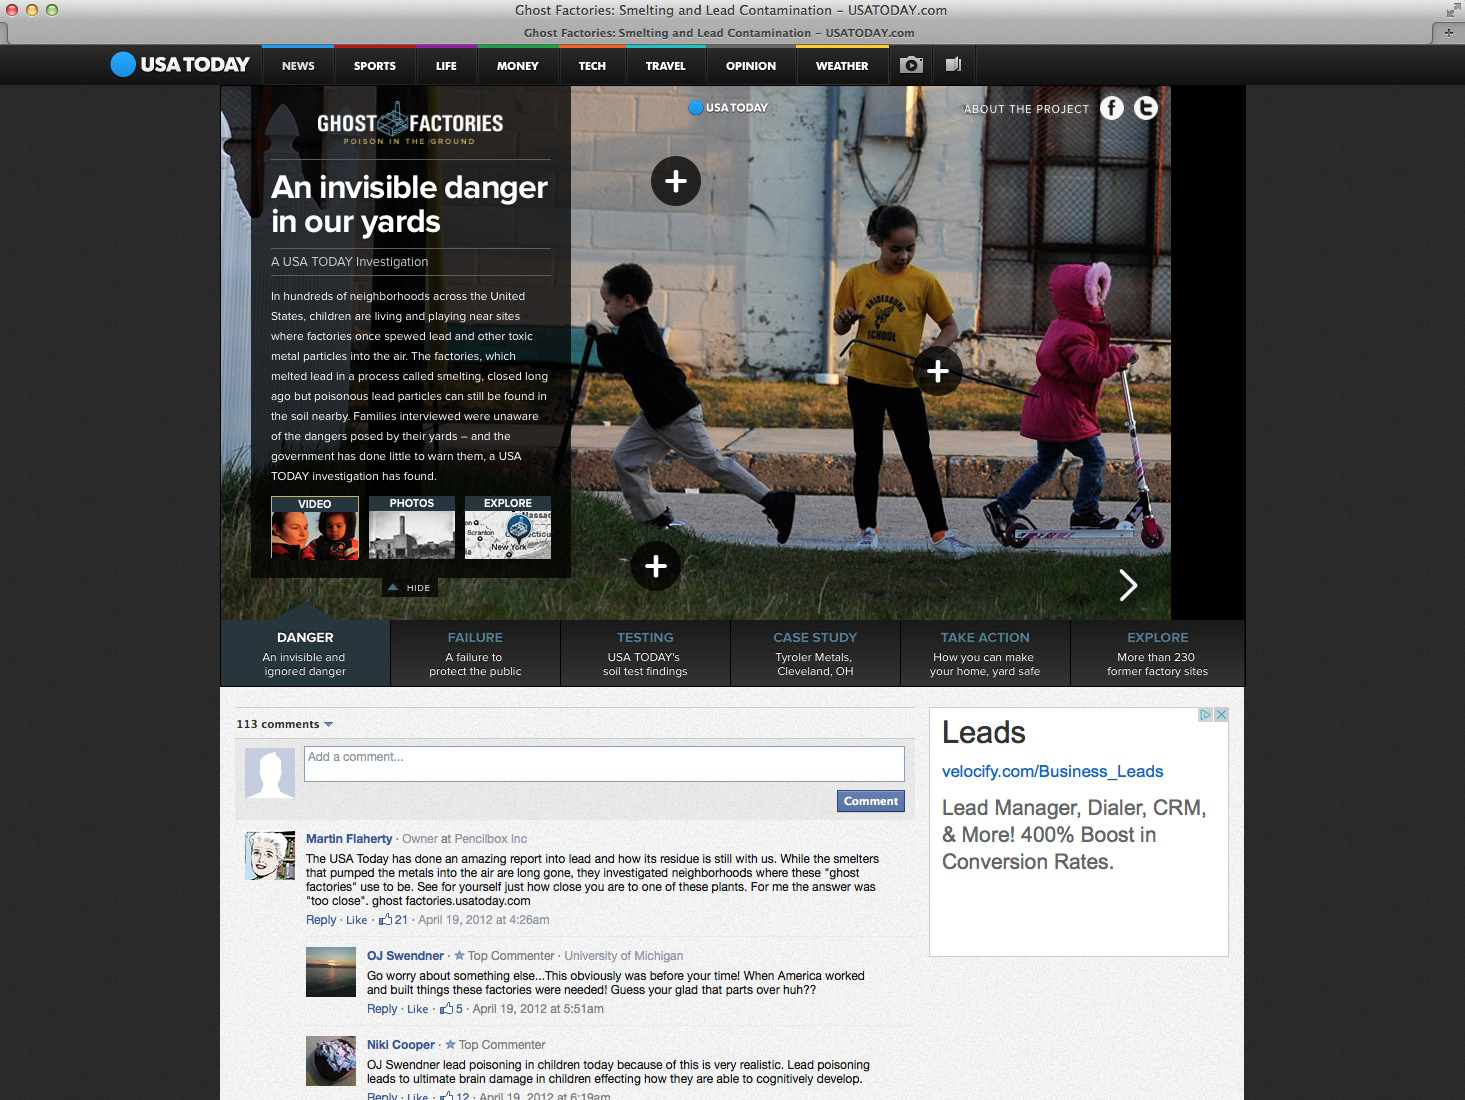 Ghost Factories: Smelting and Lead Contamination – USATODAY.com
Ghost Factories: Smelting and Lead Contamination – USATODAY.com
USA TODAY
NEWS
SPORTS
LIFE
MONEY
TECH
TRAVEL
OPINION
WEATHER
GHOST FACTORIES
POISON IN THE GROUND
USA TODAY
ABOUT THE PROJECT
An invisible danger
in our yards
A USA TODAY Investigation
In hundreds of neighborhoods across the United
States, children are living and playing near sites
where factories once spewed lead and other toxic
metal particles into the air. The factories, which
melted lead in a process called smelting, closed long
ago but poisonous lead particles can still be found in
the soil nearby. Families interviewed were unaware
of the dangers posed by their yards – and the
government has done little to warn them, a USA
TODAY investigation has found.
BRIDESBURG
SCHOOL
VIDEO
PHOTOS
EXPLORE
Scranton
New York
HIDE
DANGER
An invisible and
ignored danger
FAILURE
A failure to
protect the public
TESTING
USA TODAY's
soil test findings
CASE STUDY
Tyroler Metals,
Cleveland, OH
TAKE ACTION
How you can make
your home, yard safe
EXPLORE
More than 230
former factory sites
113 comments
Add a comment...
Comment
Martin Flaherty · Owner at Pencilbox Inc
The USA Today has done an amazing report into lead and how its residue is still with us. While the smelters
that pumped the metals into the air are long gone, they investigated neighborhoods where these "ghost
factories" use to be. See for yourself just how close you are to one of these plants. For me the answer was
"too close". ghost factories.usatoday.com
Reply · Like · 21 · April 19, 2012 at 4:26am
OJ Swendner · Top Commenter · University of Michigan
Go worry about something else...This obviously was before your time! When America worked
and built things these factories were needed! Guess your glad that parts over huh??
Reply · Like · 5 · April 19, 2012 at 5:51am
Niki Cooper · Top Commenter
OJ Swendner lead poisoning in children today because of this is very realistic. Lead poisoning
leads to ultimate brain damage in children effecting how they are able to cognitively develop.
Reply · Like · 12 · April 19, 2012 at 6:19am
Leads
velocify.com/Business_Leads
Lead Manager, Dialer, CRM,
& More! 400% Boost in
Conversion Rates.